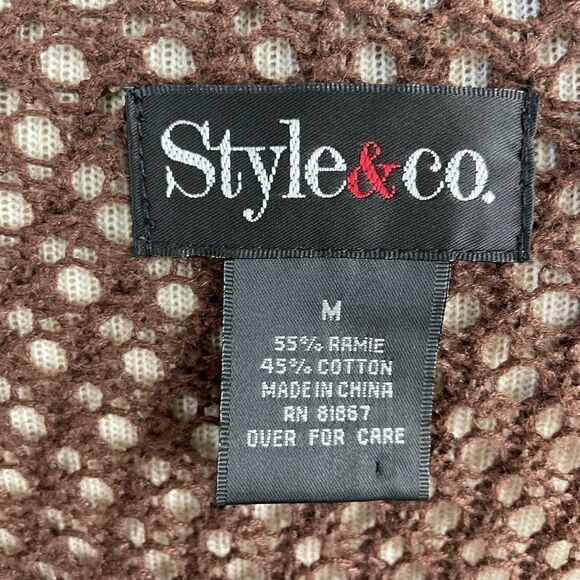 Style&co.
M
55% RAMIE
45% COTTON
MADE IN CHINA
RN 81867
OVER FOR CARE